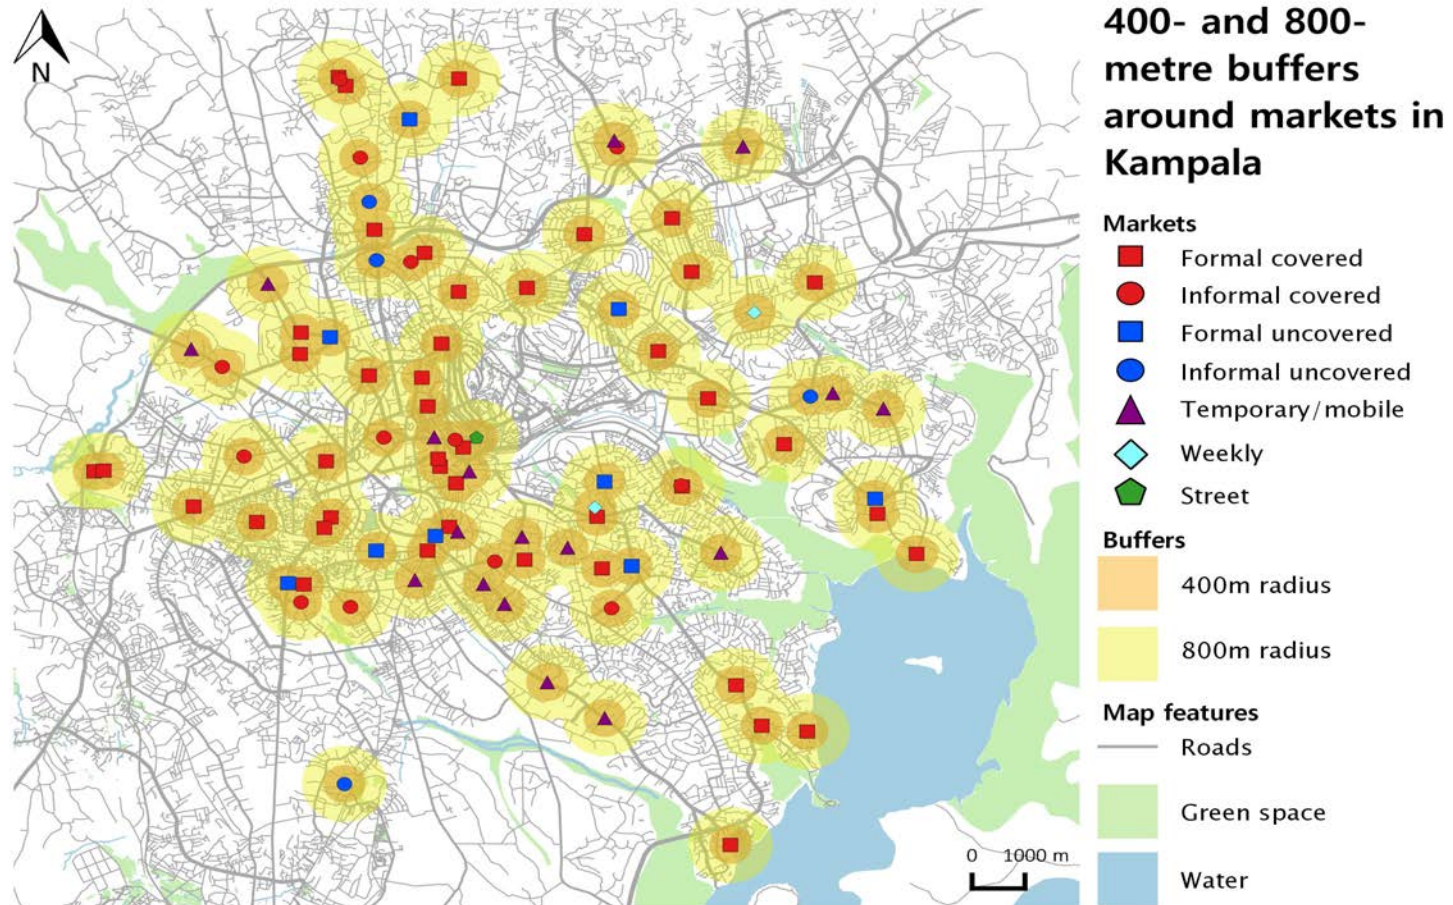 400- and 800-
metre buffers
around markets in
Kampala
Markets
Formal covered
Informal covered
Formal uncovered
Informal uncovered
Temporary/mobile
Weekly
Street
Buffers
400m radius
800m radius
Map features
Roads
Green space
Water
N
0 1000 m